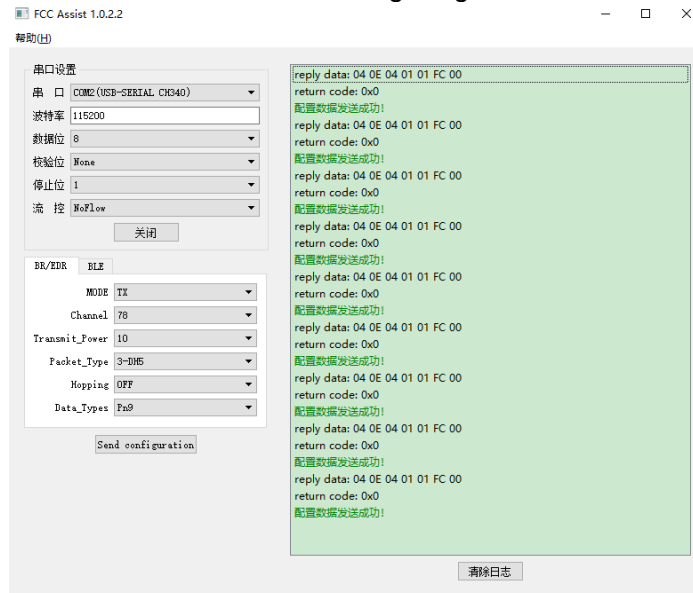 FCC Assist 1.0.2.2
帮助(H)
串口设置
串 口 COM2(USB-SERIAL CH340)
波特率 115200
数据位 8
校验位 None
停止位 1
流 控 NoFlow
关闭
BR/EDR BLE
MODE TX
Channel 78
Transmit_Power 10
Packet_Type 3-DH5
Hopping OFF
Data_Types Pn9
Send configuration
reply data: 04 0E 04 01 01 FC 00
return code: 0x0
配置数据发送成功!
reply data: 04 0E 04 01 01 FC 00
return code: 0x0
配置数据发送成功!
reply data: 04 0E 04 01 01 FC 00
return code: 0x0
配置数据发送成功!
reply data: 04 0E 04 01 01 FC 00
return code: 0x0
配置数据发送成功!
reply data: 04 0E 04 01 01 FC 00
return code: 0x0
配置数据发送成功!
reply data: 04 0E 04 01 01 FC 00
return code: 0x0
配置数据发送成功!
reply data: 04 0E 04 01 01 FC 00
return code: 0x0
配置数据发送成功!
reply data: 04 0E 04 01 01 FC 00
return code: 0x0
配置数据发送成功!
reply data: 04 0E 04 01 01 FC 00
return code: 0x0
配置数据发送成功!
清除日志